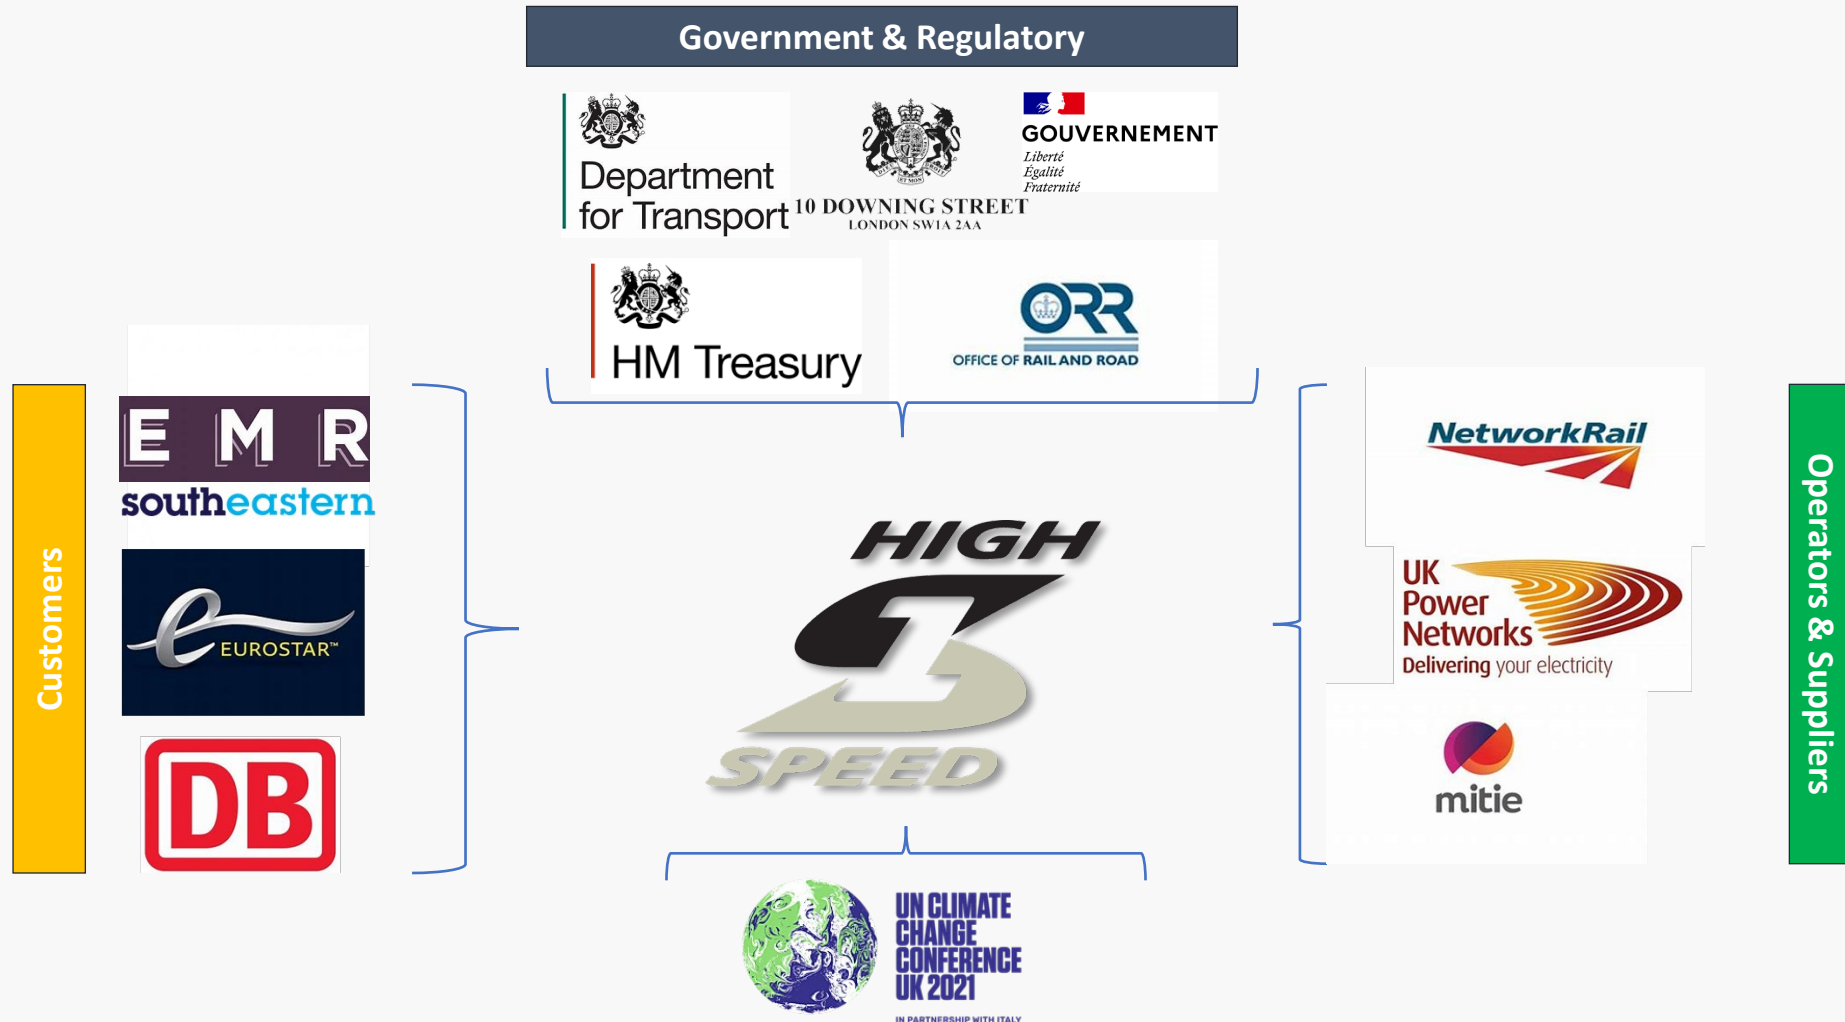 Government & Regulatory
Department
for Transport
10 DOWNING STREET
LONDON SW1A 2AA
GOUVERNEMENT
Liberté
Égalité
Fraternité
HM Treasury
ORR
OFFICE OF RAIL AND ROAD
Customers
EMR
southeastern
EUROSTAR™
DB
HIGH
1
SPEED
NetworkRail
UK
Power
Networks
Delivering your electricity
mitie
Operators & Suppliers
UN CLIMATE
CHANGE
CONFERENCE
UK 2021
IN PARTNERSHIP WITH ITALY